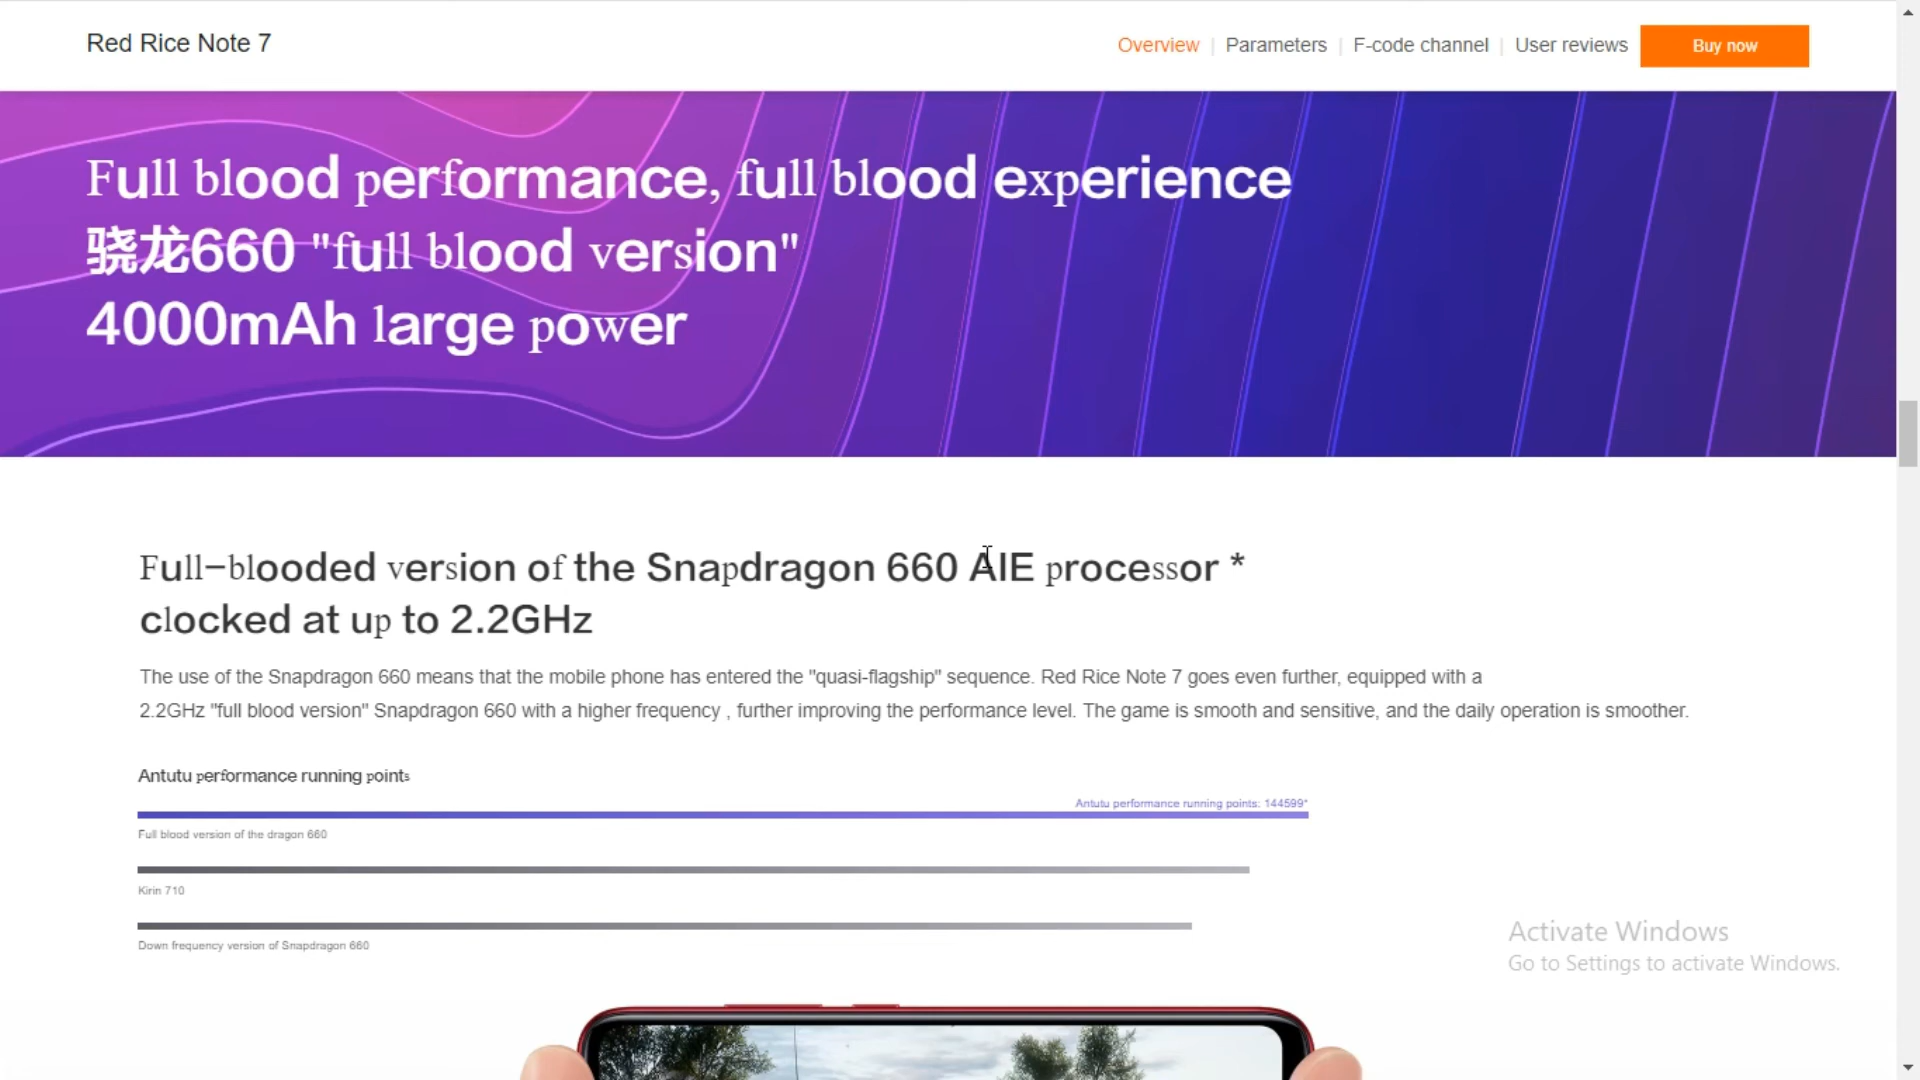 Red Rice Note 7
Overview | Parameters | F-code channel | User reviews
Buy now
Full blood performance, full blood experience
骁龙660 "full blood version"
4000mAh large power
Full-blooded version of the Snapdragon 660 AIE processor *
clocked at up to 2.2GHz
The use of the Snapdragon 660 means that the mobile phone has entered the "quasi-flagship" sequence. Red Rice Note 7 goes even further, equipped with a
2.2GHz "full blood version" Snapdragon 660 with a higher frequency , further improving the performance level. The game is smooth and sensitive, and the daily operation is smoother.
Antutu performance running points
Antutu performance running points: 144599*
Full blood version of the dragon 660
Kirin 710
Down frequency version of Snapdragon 660
Activate Windows
Go to Settings to activate Windows.